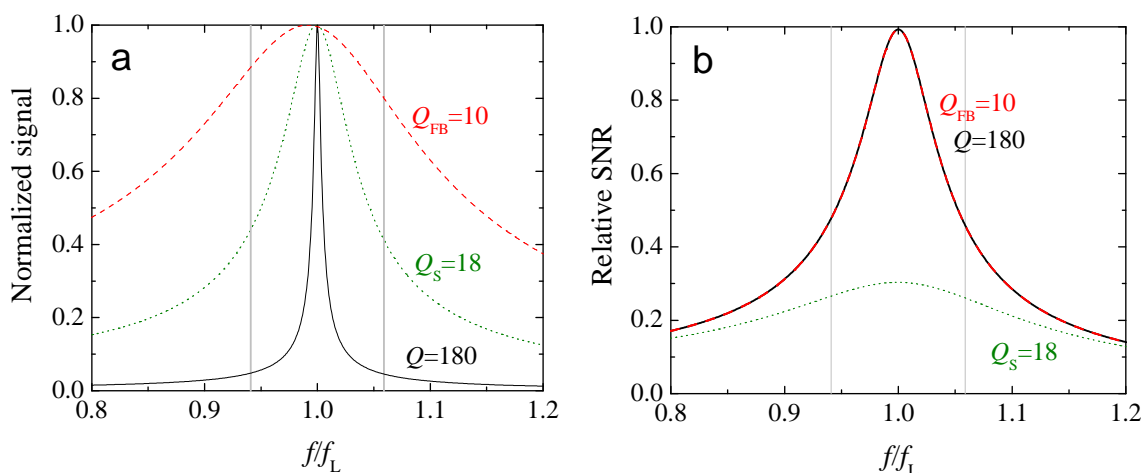 a
Normalized signal
1.0
0.8
0.6
0.4
0.2
0.0
Q_FB=10
Q_S=18
Q=180
0.8 0.9 1.0 1.1 1.2
f/f_L
b
Relative SNR
1.0
0.8
0.6
0.4
0.2
0.0
Q_FB=10
Q=180
Q_S=18
0.8 0.9 1.0 1.1 1.2
f/f_L